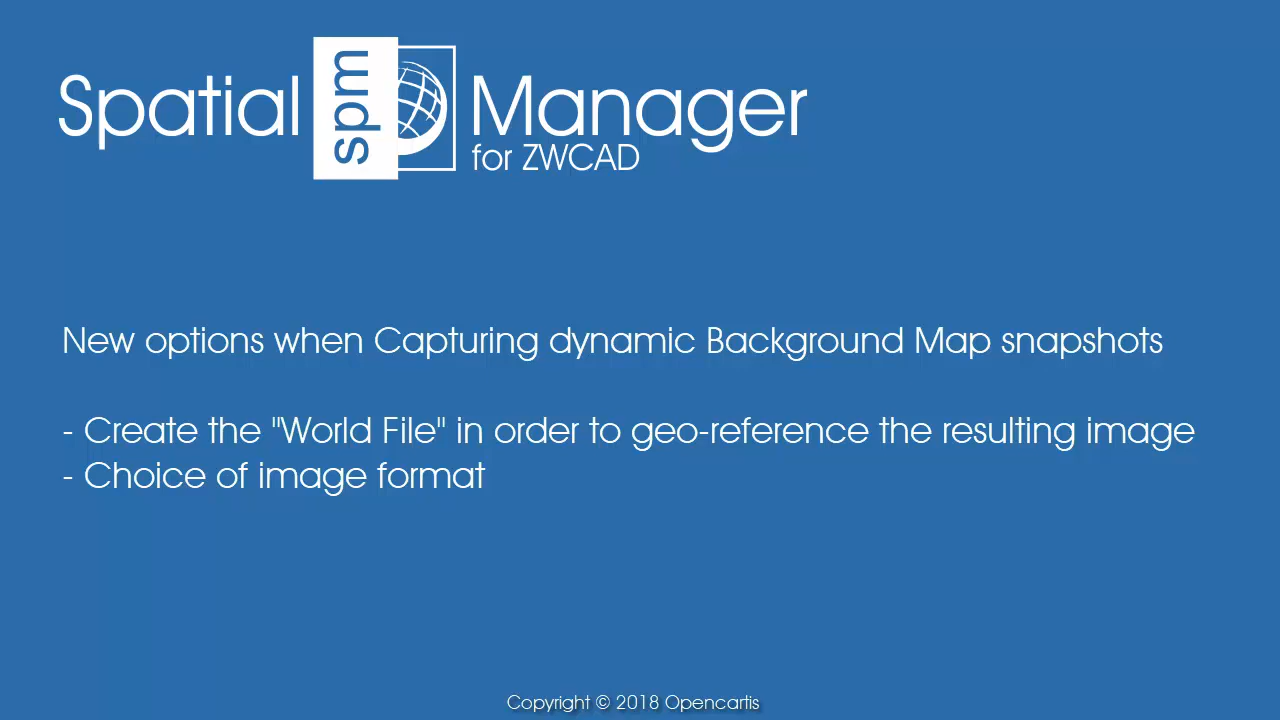 Spatial spm Manager
for ZWCAD
New options when Capturing dynamic Background Map snapshots
- Create the "World File" in order to geo-reference the resulting image
- Choice of image format
Copyright © 2018 Opencartis